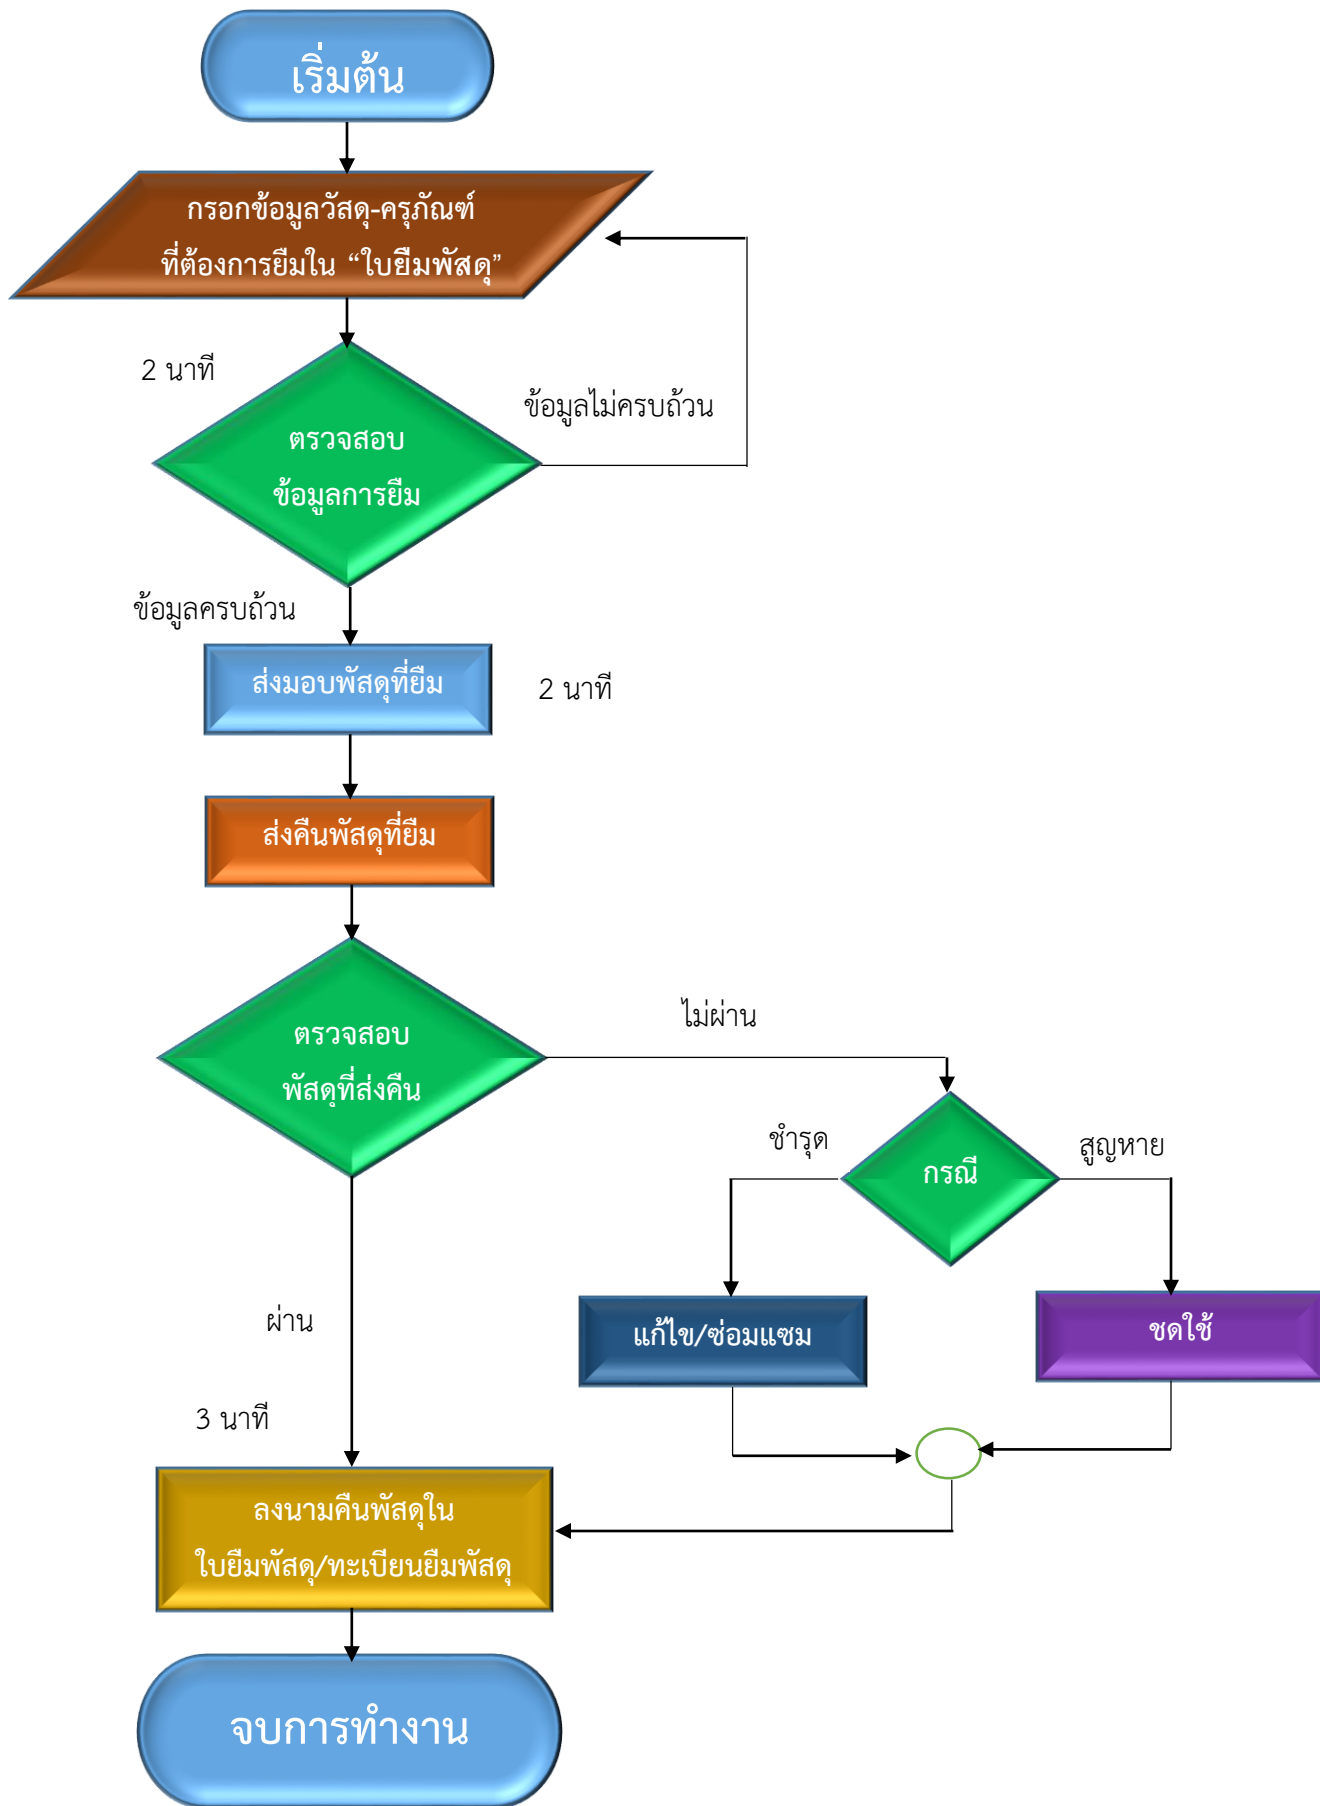 เริ่มต้น
กรอกข้อมูลวัสดุ-ครุภัณฑ์
ที่ต้องการยืมใน “ใบยืมพัสดุ”
2 นาที
ข้อมูลไม่ครบถ้วน
ตรวจสอบ
ข้อมูลการยืม
ข้อมูลครบถ้วน
ส่งมอบพัสดุที่ยืม
2 นาที
ส่งคืนพัสดุที่ยืม
ไม่ผ่าน
ตรวจสอบ
พัสดุที่ส่งคืน
ชำรุด
สูญหาย
กรณี
ผ่าน
แก้ไข/ซ่อมแซม
ชดใช้
3 นาที
ลงนามคืนพัสดุใน
ใบยืมพัสดุ/ทะเบียนยืมพัสดุ
จบการทำงาน